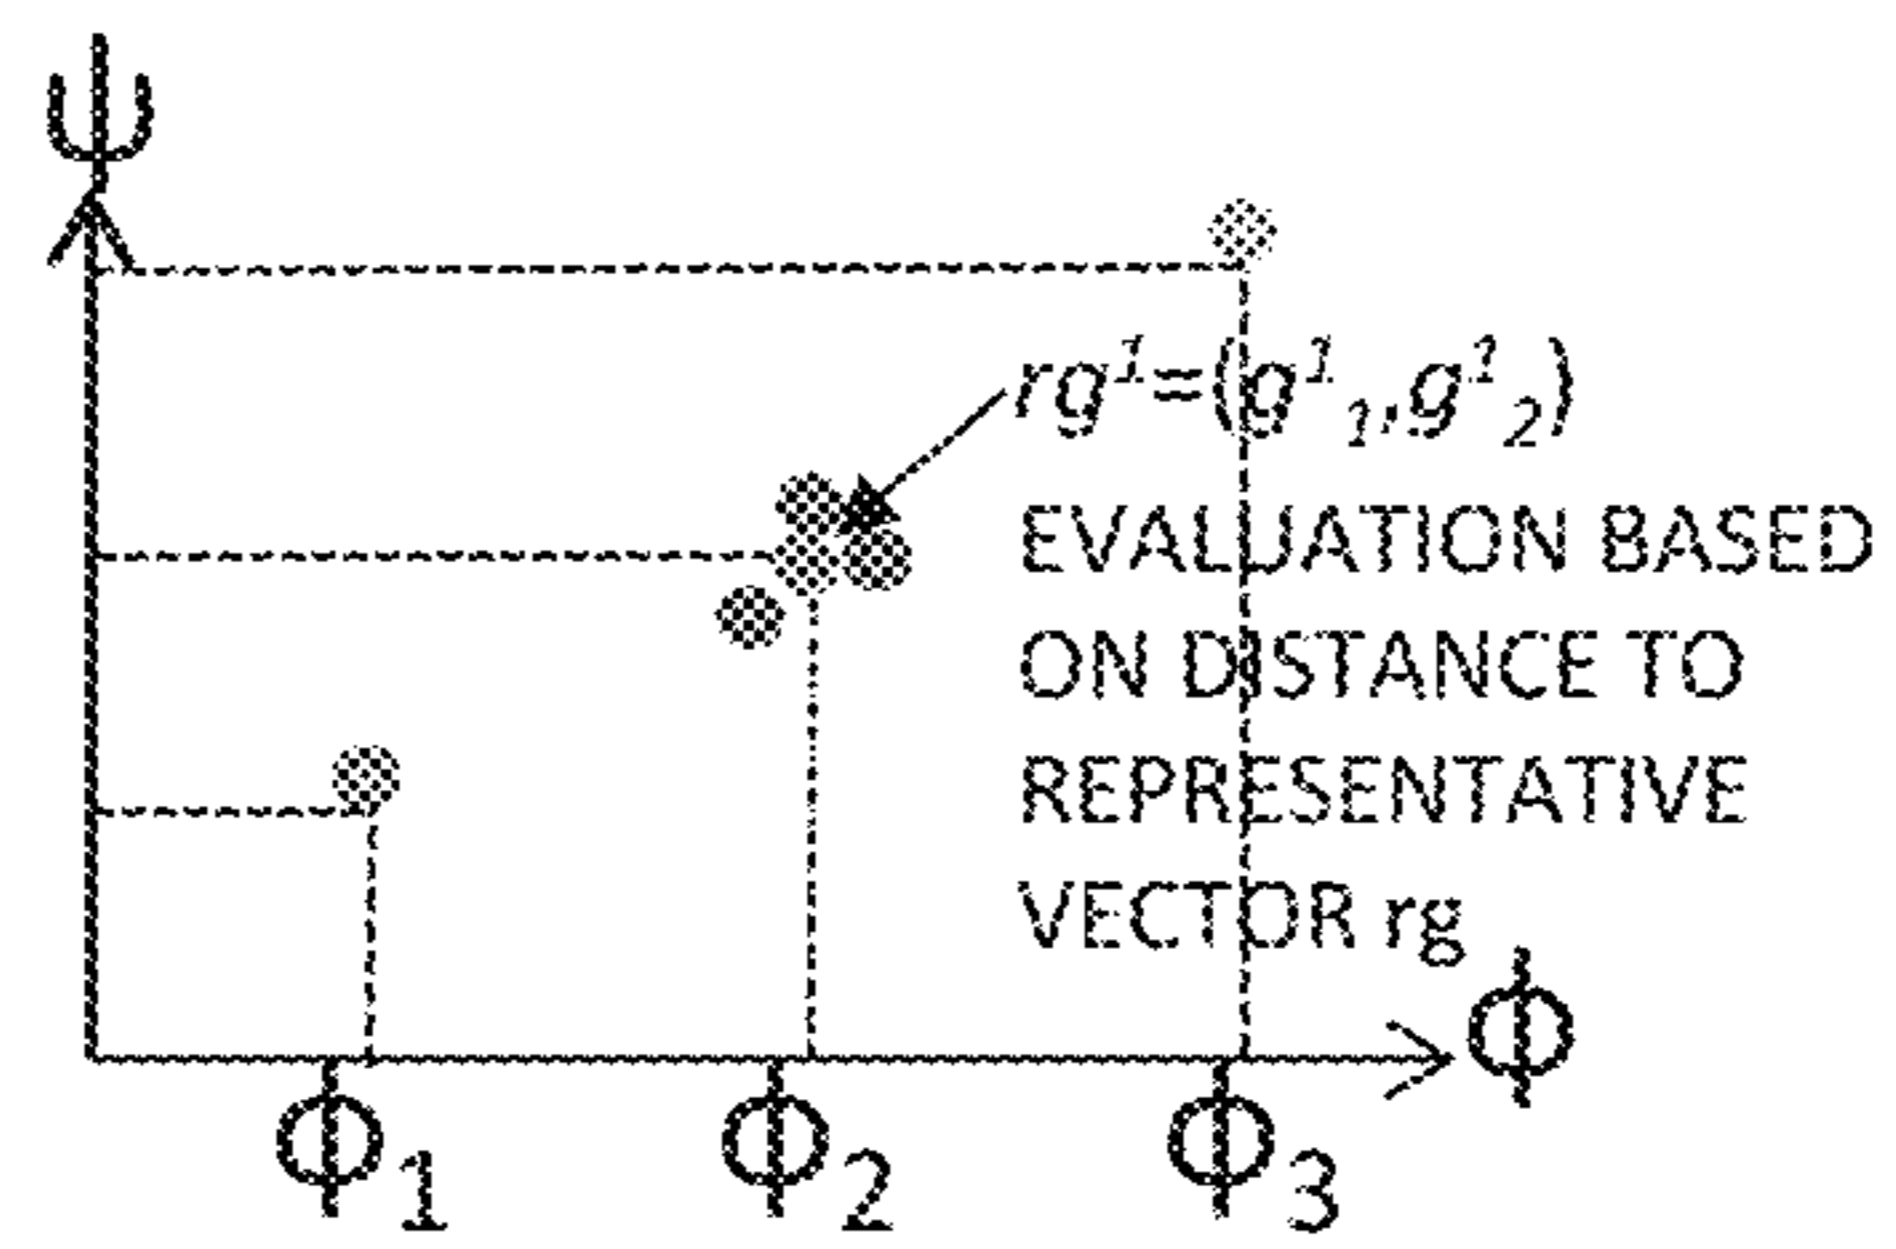 ψ
rg¹=(g¹₁,g¹₂)
EVALUATION BASED
ON DISTANCE TO
REPRESENTATIVE
VECTOR rg
ϕ
ϕ₁ ϕ₂ ϕ₃